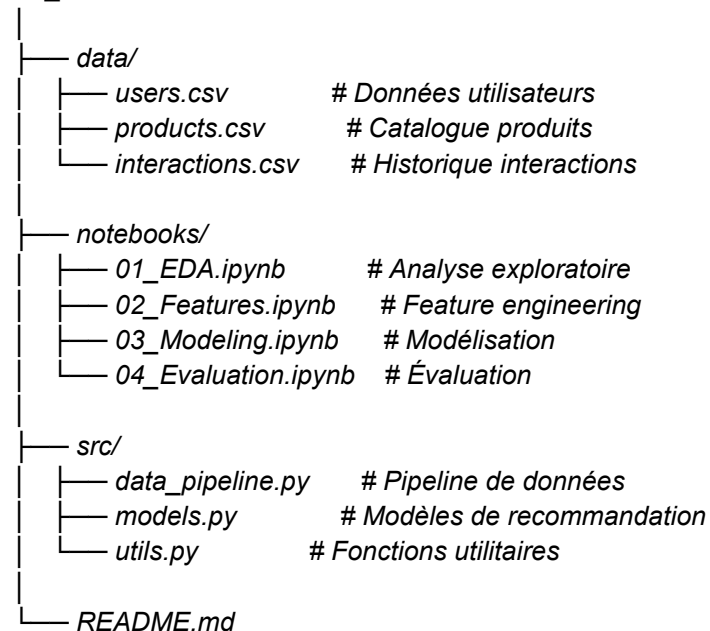 │
├── data/
│   ├── users.csv # Données utilisateurs
│   ├── products.csv # Catalogue produits
│   └── interactions.csv # Historique interactions
│
├── notebooks/
│   ├── 01_EDA.ipynb # Analyse exploratoire
│   ├── 02_Features.ipynb # Feature engineering
│   ├── 03_Modeling.ipynb # Modélisation
│   └── 04_Evaluation.ipynb # Évaluation
│
├── src/
│   ├── data_pipeline.py # Pipeline de données
│   ├── models.py # Modèles de recommandation
│   └── utils.py # Fonctions utilitaires
│
└── README.md